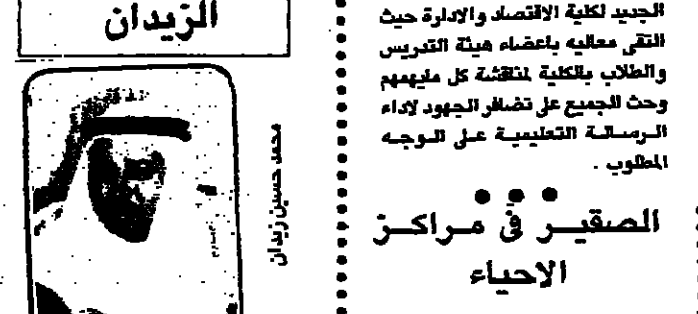 الجديد لكلية الاقتصاد والادارة حيث
التقى معاليه باعضاء هيئة التدريس
والطلاب بالكلية لمناقشة كل مايهمهم
وحث الجميع على تضافر الجهود لاداء
الرسالة التعليمية على الوجه
المطلوب .
الصقير في مراكز
الاحياء
الزيدان
محمد حسين زيدان